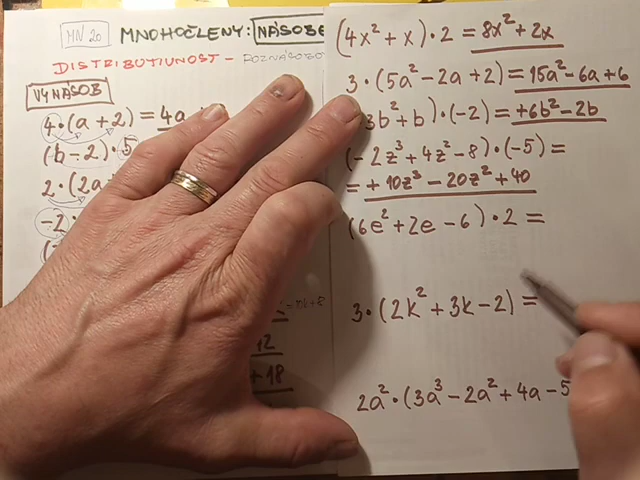 MN 20 MNOHOČLENY: NÁSOBE
DISTRIBUTIVNOST – ROZNÁSOBO
VYNÁSOB
4·(a+2)=4a
(b-2)·5
2·(2a
-2
12
+18
(4x²+x)·2=8x²+2x
3·(5a²-2a+2)=15a²-6a+6
3b²+b)·(-2)=+6b²-2b
(-2z³+4z²-8)·(-5)=
=+10z³-20z²+40
(6e²+2e-6)·2=
3·(2k²+3k-2)=
2a²·(3a³-2a²+4a-5